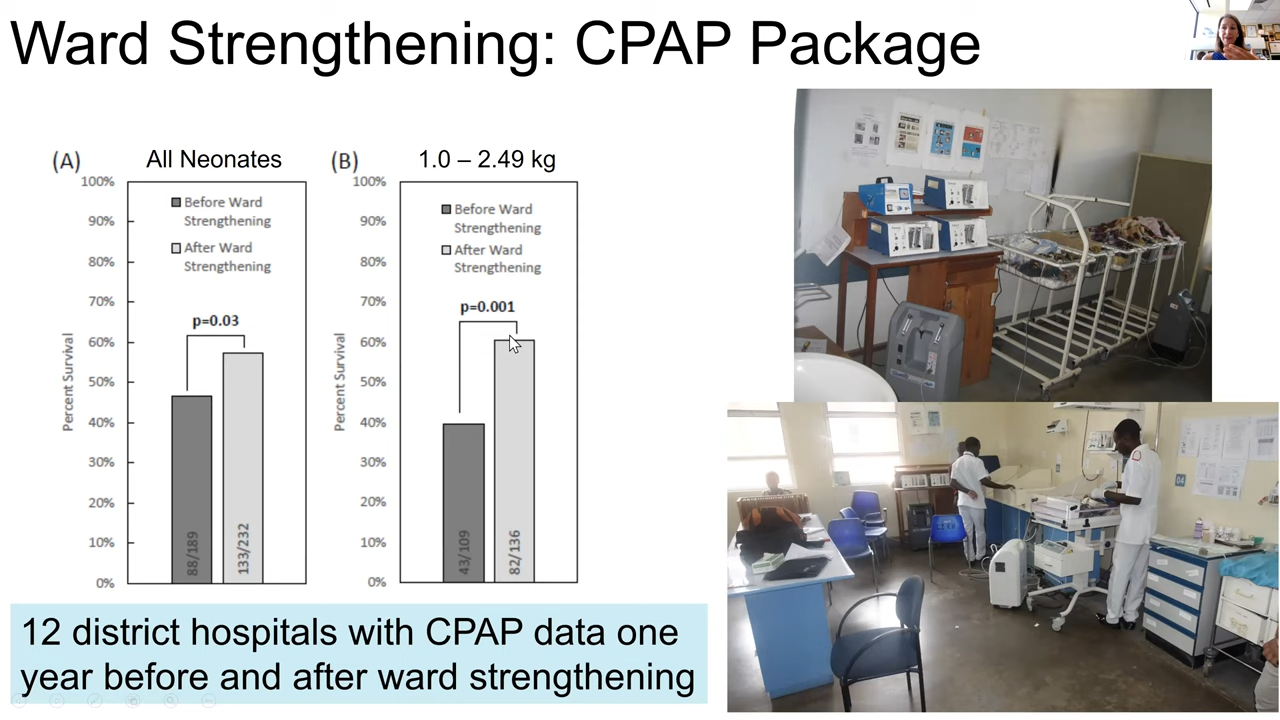 Ward Strengthening: CPAP Package
(A)
All Neonates
100%
90%
80%
70%
60%
50%
40%
30%
20%
10%
0%
Percent Survival
Before Ward
Strengthening
After Ward
Strengthening
p=0.03
88/189
133/232
(B)
1.0 – 2.49 kg
100%
90%
80%
70%
60%
50%
40%
30%
20%
10%
0%
Percent Survival
Before Ward
Strengthening
After Ward
Strengthening
p=0.001
43/109
82/136
12 district hospitals with CPAP data one
year before and after ward strengthening
04